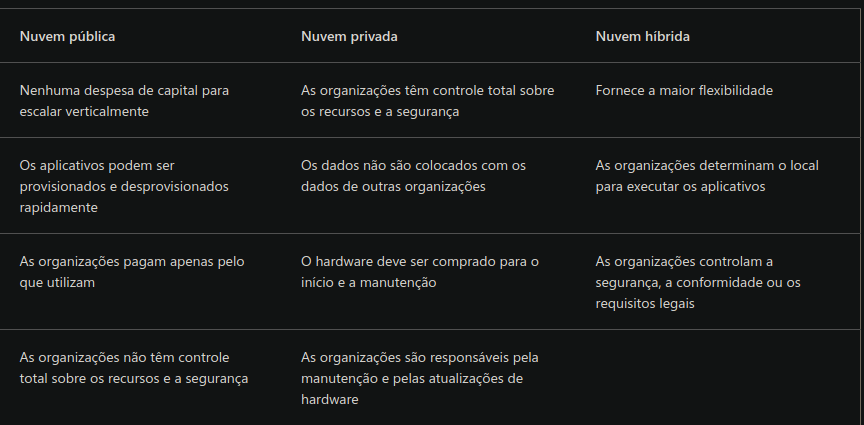 Nuvem pública
Nuvem privada
Nuvem híbrida
Nenhuma despesa de capital para
escalar verticalmente
As organizações têm controle total sobre
os recursos e a segurança
Fornece a maior flexibilidade
Os aplicativos podem ser
provisionados e desprovisionados
rapidamente
Os dados não são colocados com os
dados de outras organizações
As organizações determinam o local
para executar os aplicativos
As organizações pagam apenas pelo
que utilizam
O hardware deve ser comprado para o
início e a manutenção
As organizações controlam a
segurança, a conformidade ou os
requisitos legais
As organizações não têm controle
total sobre os recursos e a segurança
As organizações são responsáveis pela
manutenção e pelas atualizações de
hardware